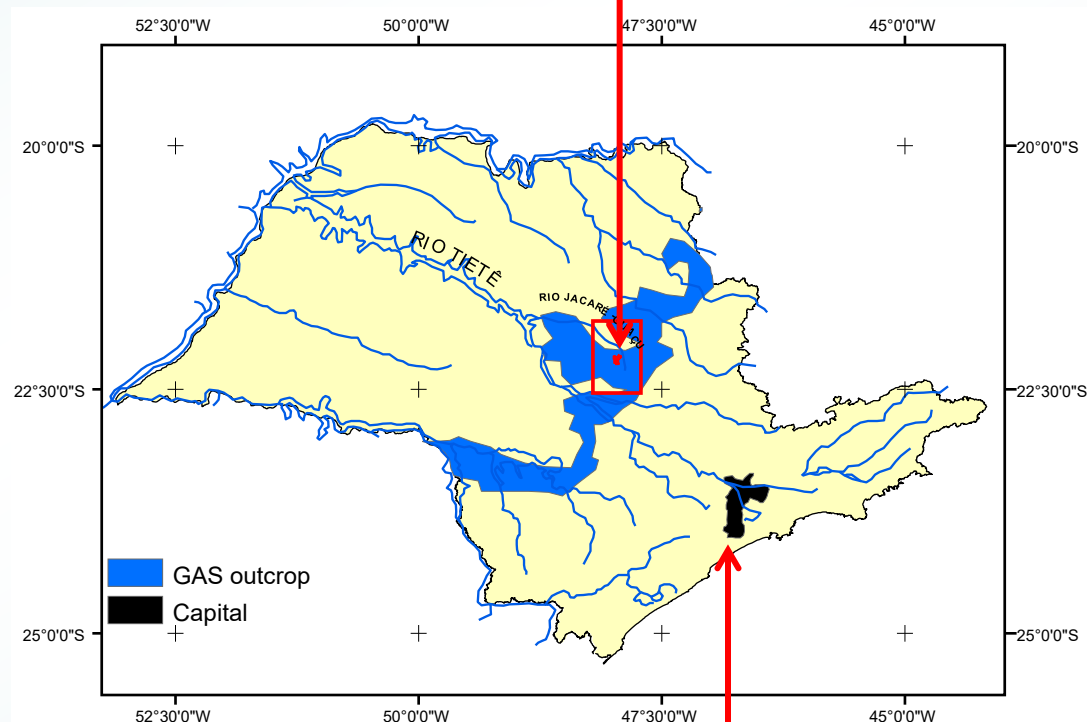 52°30'0"W 50°0'0"W 47°30'0"W 45°0'0"W
20°0'0"S 20°0'0"S
RIO TIETÊ
RIO JACARÉ
22°30'0"S 22°30'0"S
GAS outcrop
Capital
25°0'0"S 25°0'0"S
52°30'0"W 50°0'0"W 47°30'0"W 45°0'0"W